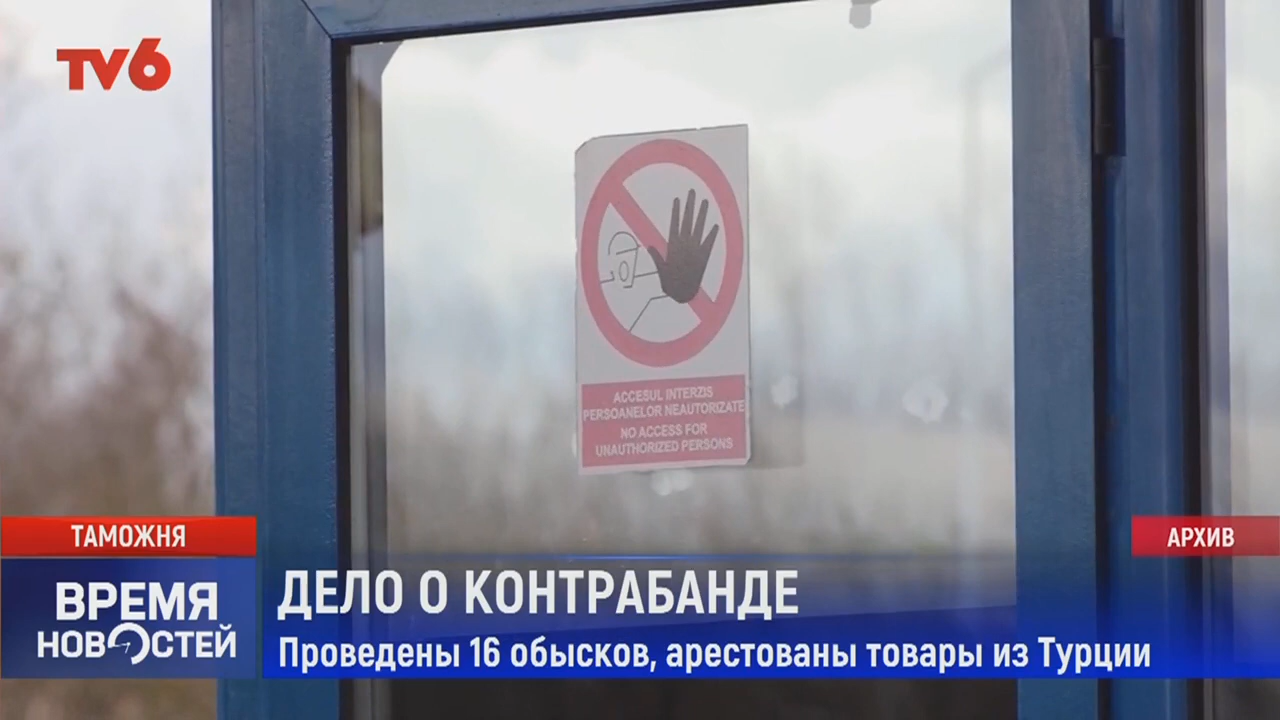 TV6
ACCESUL INTERZIS
PERSOANELOR NEAUTORIZATE
NO ACCESS FOR
UNAUTHORIZED PERSONS
ТАМОЖНЯ
АРХИВ
ВРЕМЯ
НОВОСТЕЙ
ДЕЛО О КОНТРАБАНДЕ
Проведены 16 обысков, арестованы товары из Турции